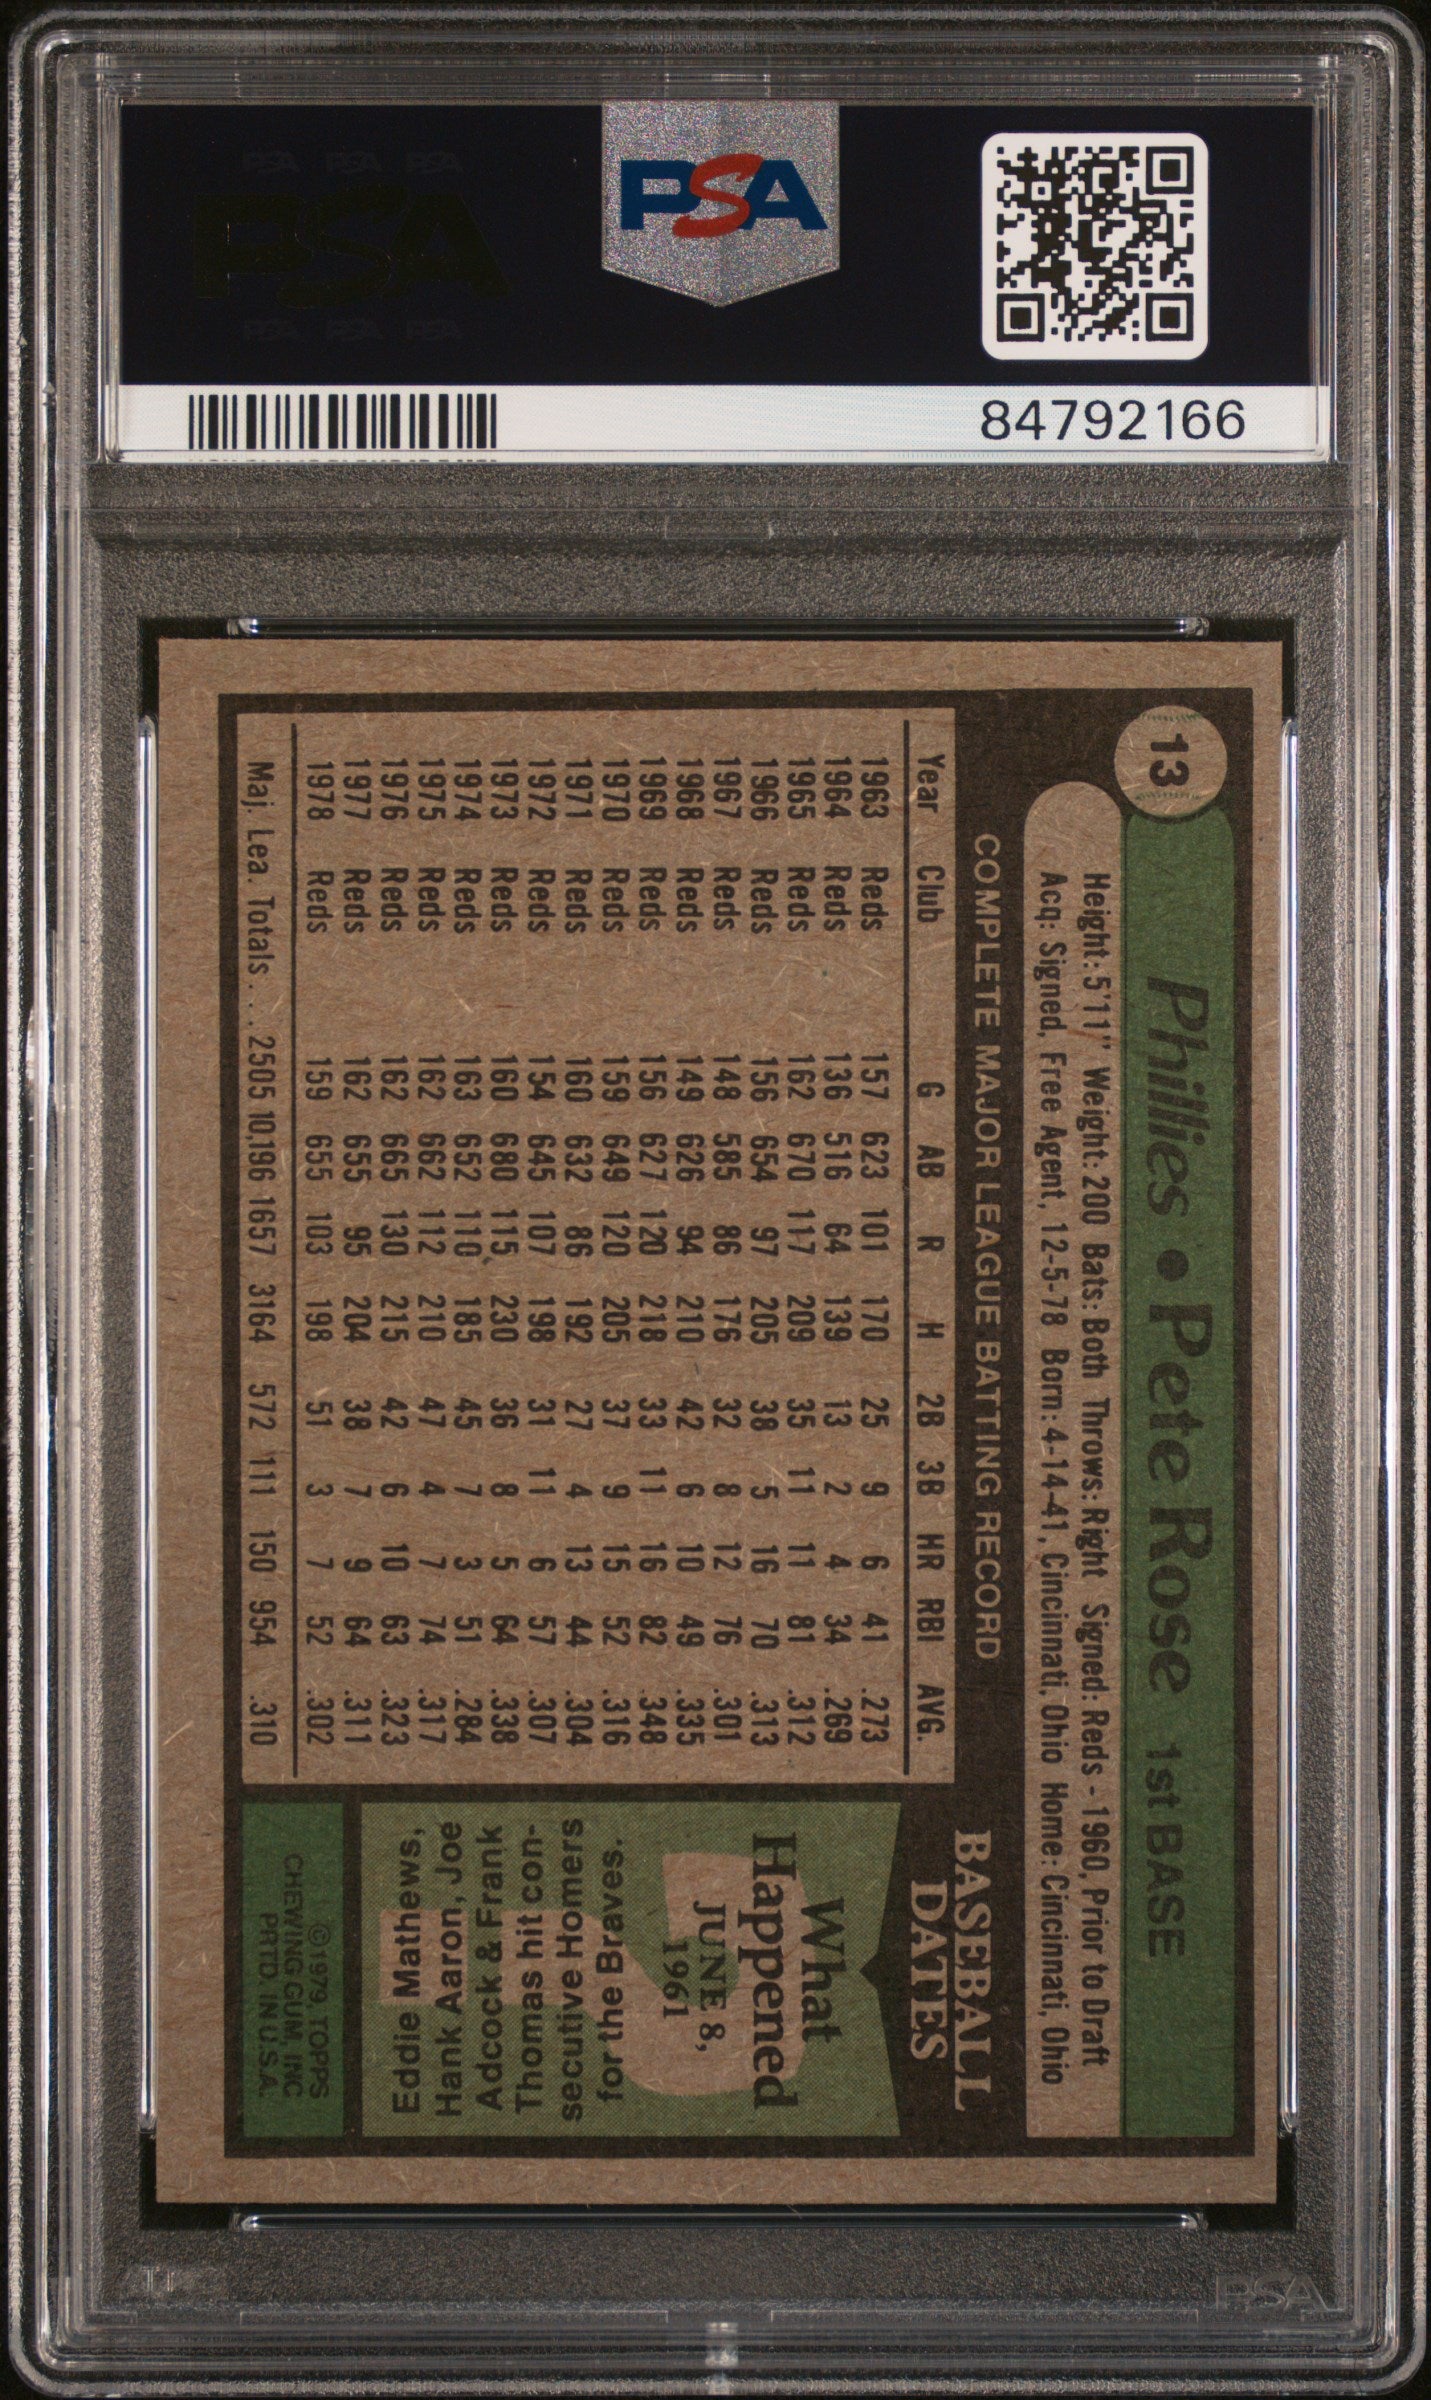 PSA
84792166
13
Phillies • Pete Rose 1st BASE
Height: 5'11" Weight: 200 Bats: Both Throws: Right Signed: Reds - 1960, Prior to Draft
Acq: Signed, Free Agent, 12-5-78 Born: 4-14-41, Cincinnati, Ohio Home: Cincinnati, Ohio
COMPLETE MAJOR LEAGUE BATTING RECORD
Year Club G AB R H 2B 3B HR RBI AVG.
1963 Reds 157 623 101 170 25 9 6 41 .273
1964 Reds 136 516 64 139 13 2 4 34 .269
1965 Reds 162 670 117 209 35 11 11 81 .312
1966 Reds 156 654 97 205 38 5 16 70 .313
1967 Reds 148 585 86 176 32 8 12 76 .301
1968 Reds 149 626 94 210 42 6 10 49 .335
1969 Reds 156 627 120 218 33 11 16 82 .348
1970 Reds 159 649 120 205 37 9 15 52 .316
1971 Reds 160 632 86 192 27 4 13 44 .304
1972 Reds 154 645 107 198 31 11 6 57 .307
1973 Reds 160 680 115 230 36 8 5 64 .338
1974 Reds 163 652 110 185 45 7 3 51 .284
1975 Reds 162 662 112 210 47 4 7 74 .317
1976 Reds 162 665 130 215 42 6 10 63 .323
1977 Reds 162 655 95 204 38 7 9 64 .311
1978 Reds 159 655 103 198 51 3 7 52 .302
Maj. Lea. Totals . . . 2505 10,196 1657 3164 572 111 150 954 .310
BASEBALL
DATES
What
Happened
JUNE 8,
1961
Eddie Mathews,
Hank Aaron, Joe
Adcock & Frank
Thomas hit con-
secutive Homers
for the Braves.
©1979, TOPPS
CHEWING GUM, INC
PRTD. IN U.S.A.
PSA